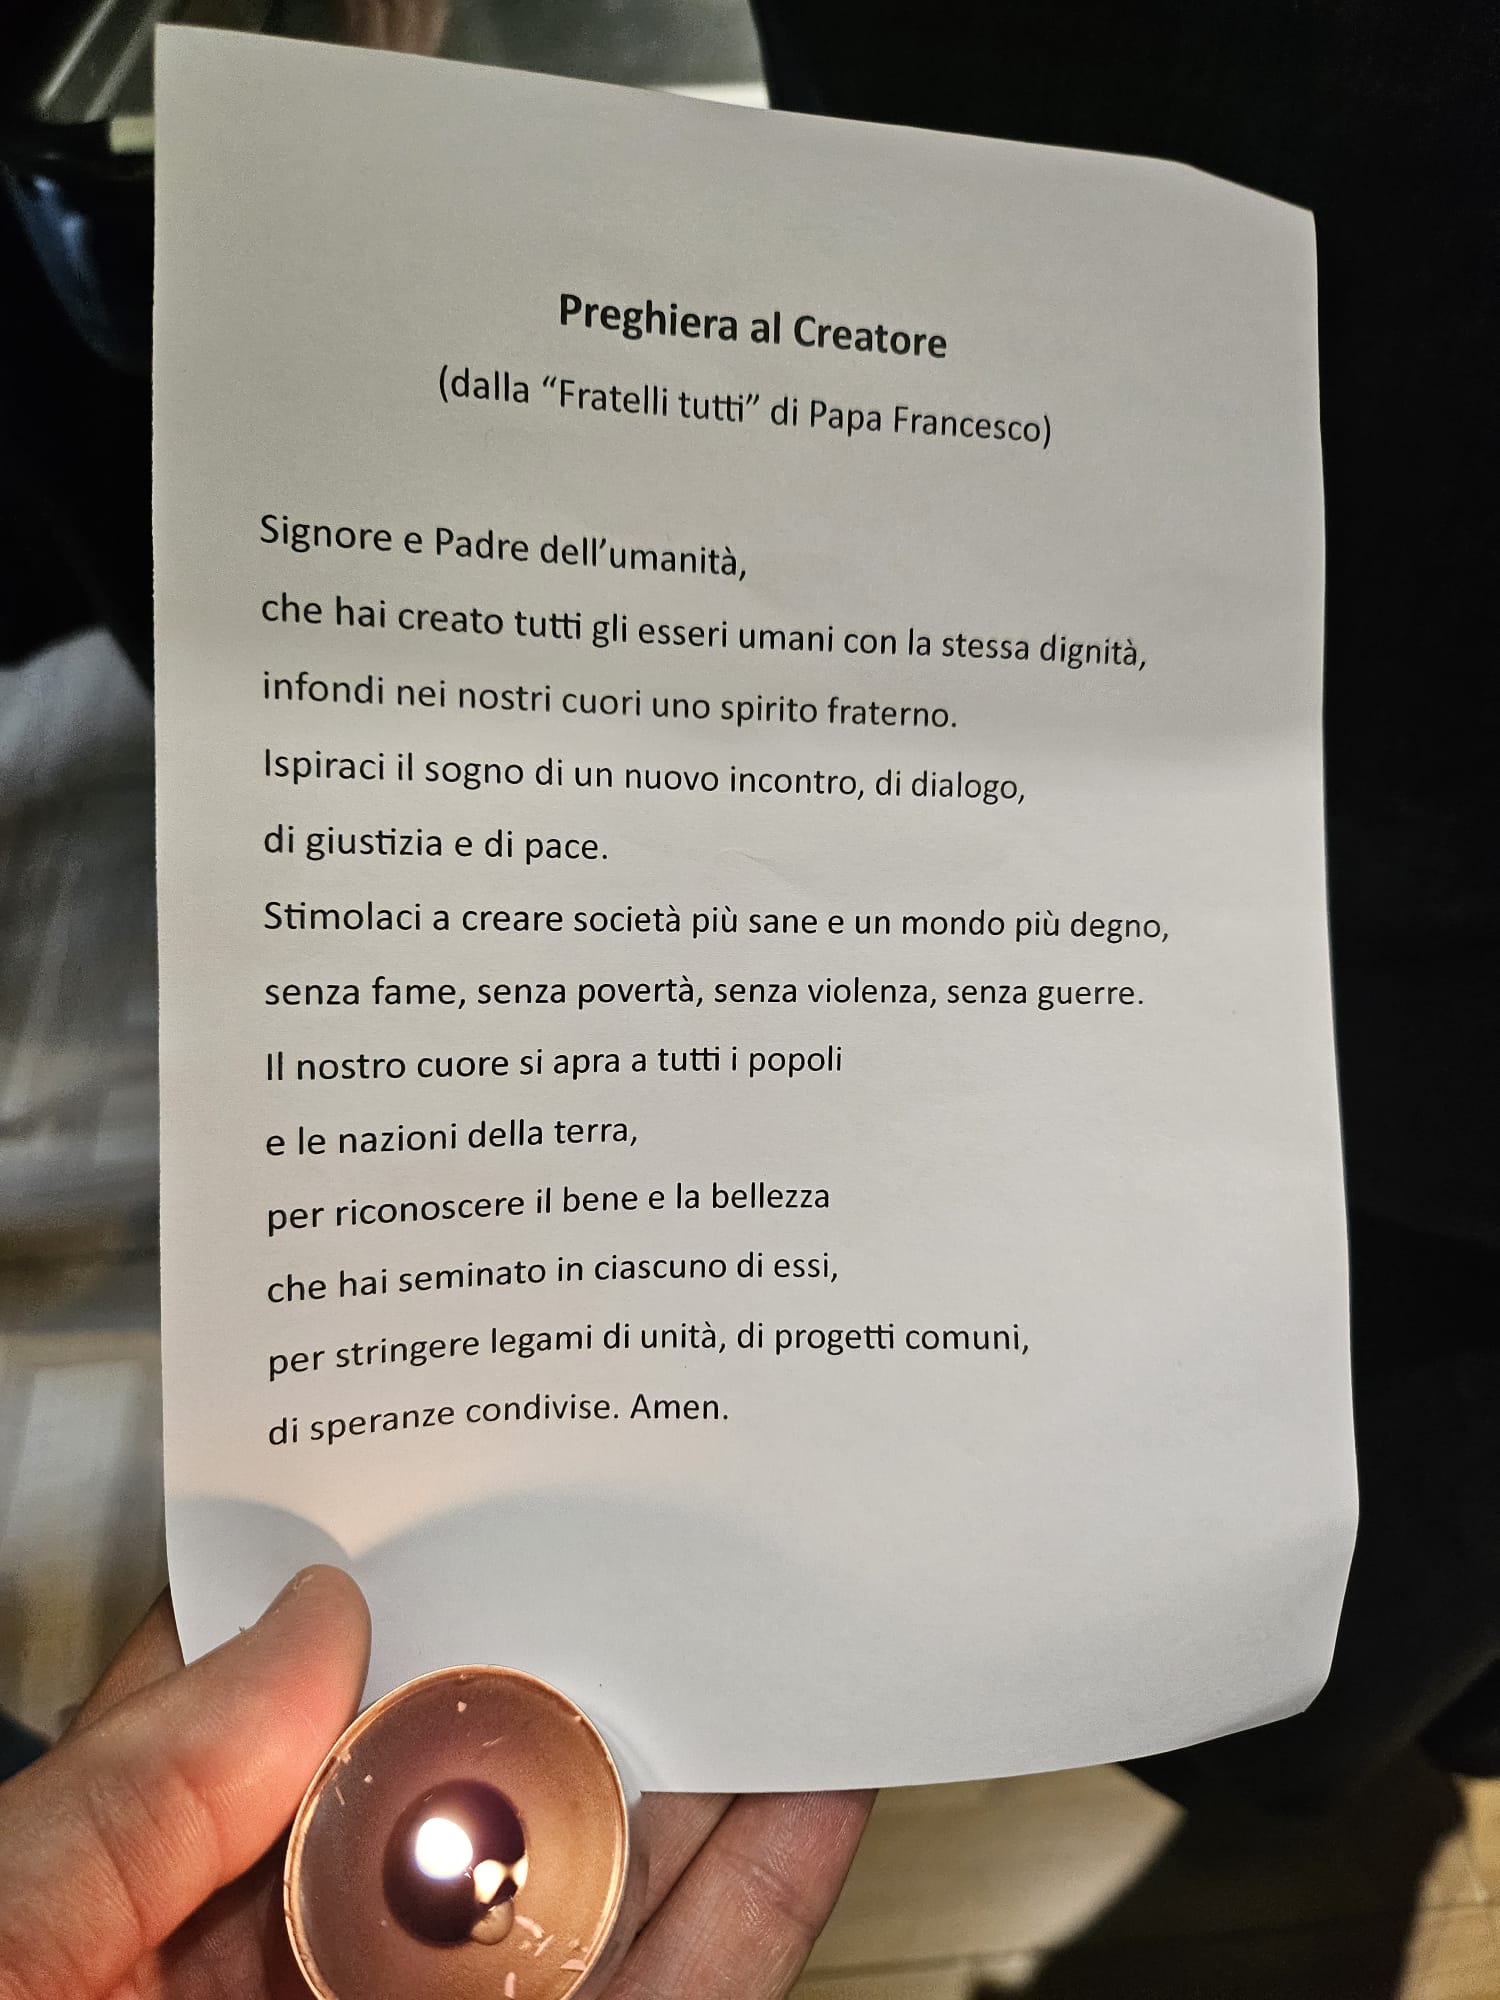 Preghiera al Creatore
(dalla “Fratelli tutti” di Papa Francesco)
Signore e Padre dell’umanità,
che hai creato tutti gli esseri umani con la stessa dignità,
infondi nei nostri cuori uno spirito fraterno.
Ispiraci il sogno di un nuovo incontro, di dialogo,
di giustizia e di pace.
Stimolaci a creare società più sane e un mondo più degno,
senza fame, senza povertà, senza violenza, senza guerre.
Il nostro cuore si apra a tutti i popoli
e le nazioni della terra,
per riconoscere il bene e la bellezza
che hai seminato in ciascuno di essi,
per stringere legami di unità, di progetti comuni,
di speranze condivise. Amen.